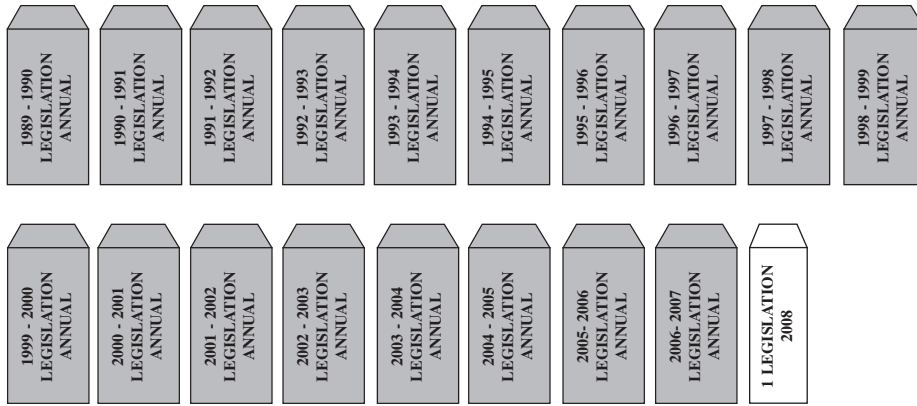 1989 - 1990
LEGISLATION
ANNUAL
1990 - 1991
LEGISLATION
ANNUAL
1991 - 1992
LEGISLATION
ANNUAL
1992 - 1993
LEGISLATION
ANNUAL
1993 - 1994
LEGISLATION
ANNUAL
1994 - 1995
LEGISLATION
ANNUAL
1995 - 1996
LEGISLATION
ANNUAL
1996 - 1997
LEGISLATION
ANNUAL
1997 - 1998
LEGISLATION
ANNUAL
1998 - 1999
LEGISLATION
ANNUAL
1999 - 2000
LEGISLATION
ANNUAL
2000 - 2001
LEGISLATION
ANNUAL
2001 - 2002
LEGISLATION
ANNUAL
2002 - 2003
LEGISLATION
ANNUAL
2003 - 2004
LEGISLATION
ANNUAL
2004 - 2005
LEGISLATION
ANNUAL
2005- 2006
LEGISLATION
ANNUAL
2006- 2007
LEGISLATION
ANNUAL
1 LEGISLATION
2008